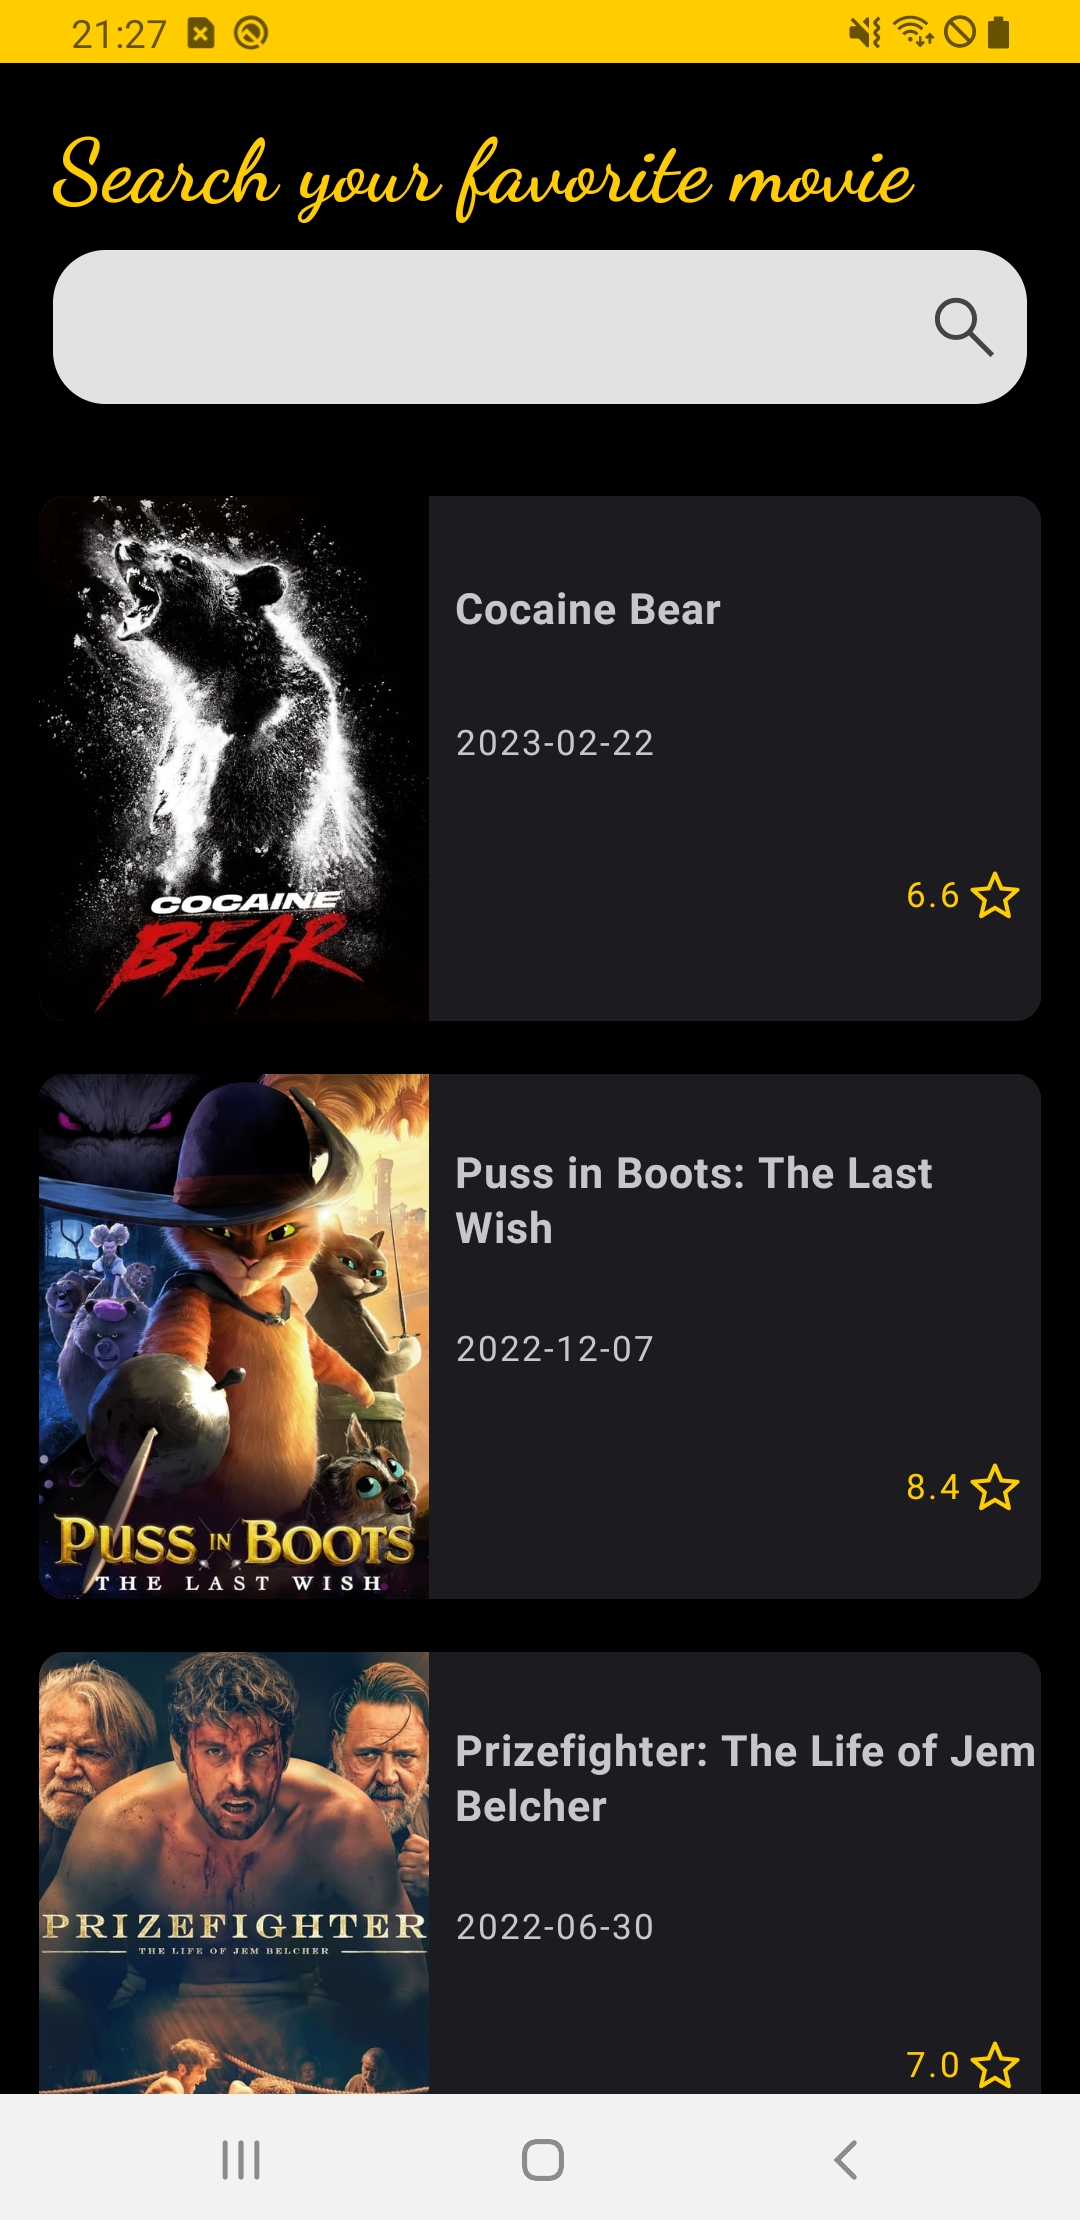 21:27
Search your favorite movie
COCAINE
BEAR
Cocaine Bear
2023-02-22
6.6
PUSS IN BOOTS
THE LAST WISH
Puss in Boots: The Last
Wish
2022-12-07
8.4
PRIZEFIGHTER
THE LIFE OF JEM BELCHER
Prizefighter: The Life of Jem
Belcher
2022-06-30
7.0